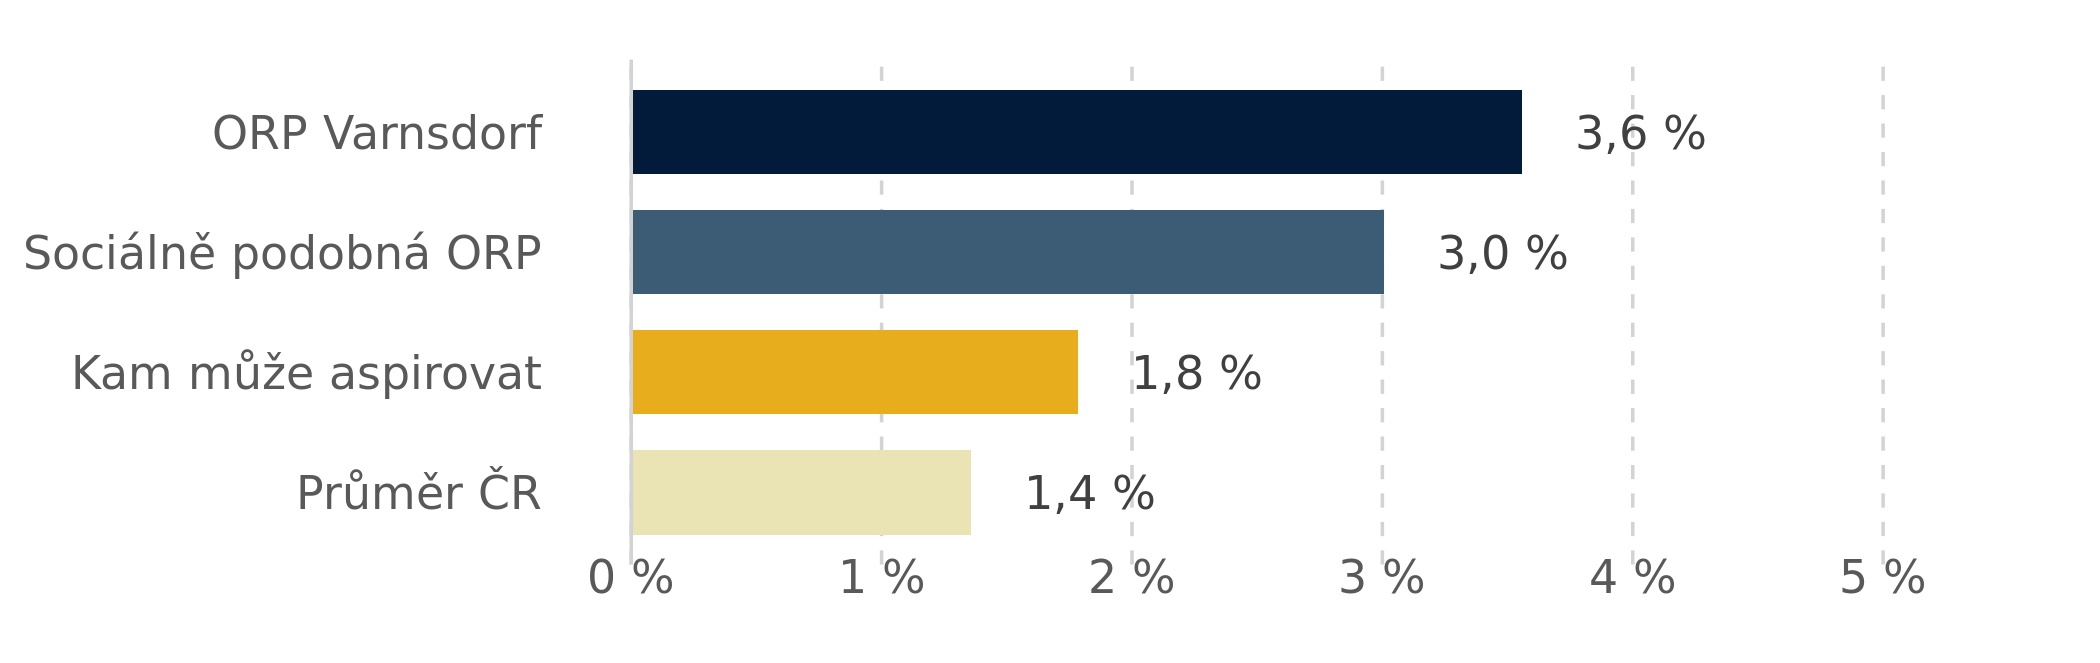 ORP Varnsdorf 3,6 %
Sociálně podobná ORP 3,0 %
Kam může aspirovat 1,8 %
Průměr ČR 1,4 %
0 % 1 % 2 % 3 % 4 % 5 %